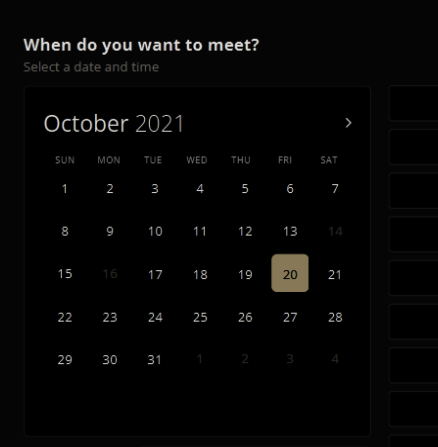 When do you want to meet?
Select a date and time
October 2021
SUN MON TUE WED THU FRI SAT
1 2 3 4 5 6 7
8 9 10 11 12 13 14
15 16 17 18 19 20 21
22 23 24 25 26 27 28
29 30 31 1 2 3 4